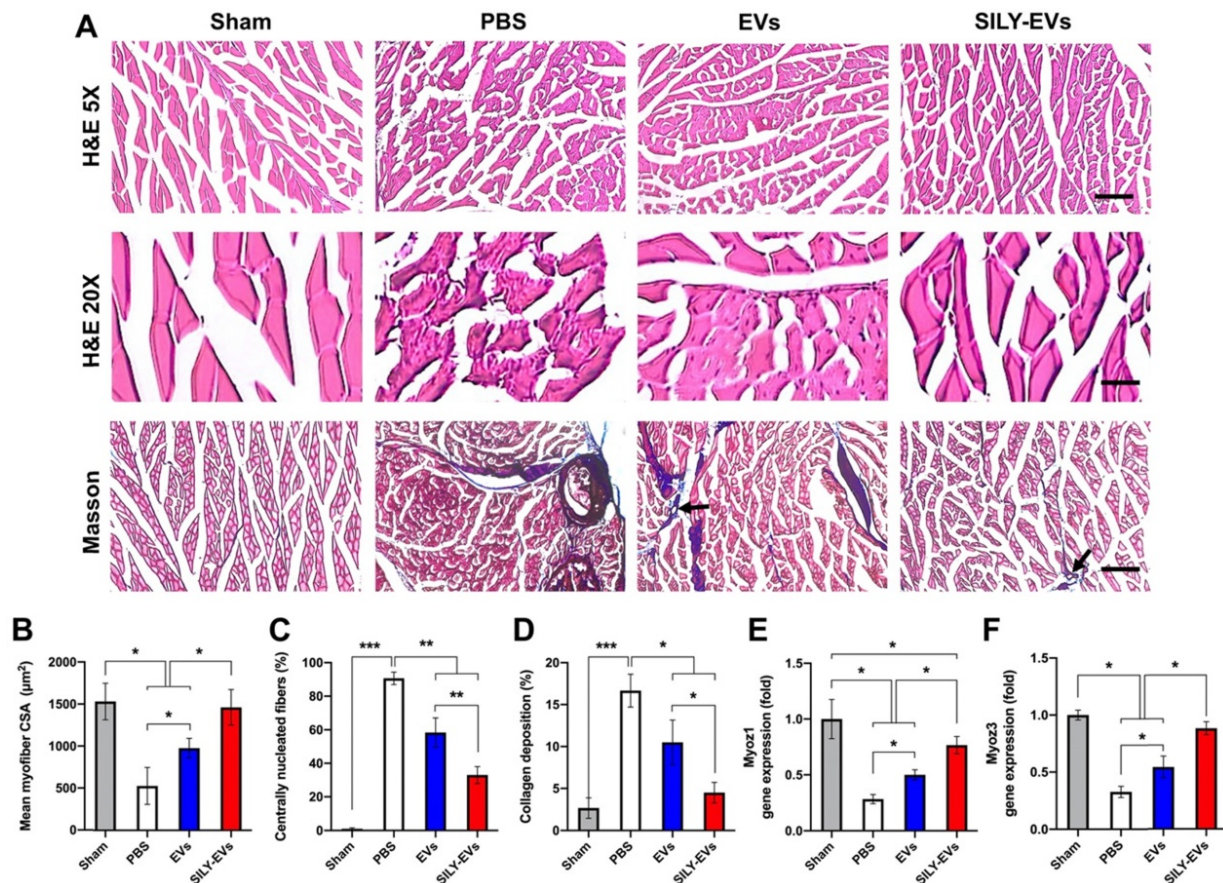 A
Sham
PBS
EVs
SILY-EVs
H&E 5X
H&E 20X
Masson
B
Mean myofiber CSA (μm²)
2000
1500
1000
500
0
*
*
*
Sham
PBS
EVs
SILY-EVs
C
Centrally nucleated fibers (%)
100
80
60
40
20
0
***
**
**
Sham
PBS
EVs
SILY-EVs
D
Collagen deposition (%)
20
15
10
5
0
***
*
*
Sham
PBS
EVs
SILY-EVs
E
Myoz1
gene expression (fold)
1.5
1.0
0.5
0.0
*
*
*
*
Sham
PBS
EVs
SILY-EVs
F
Myoz3
gene expression (fold)
1.5
1.0
0.5
0.0
*
*
*
Sham
PBS
EVs
SILY-EVs